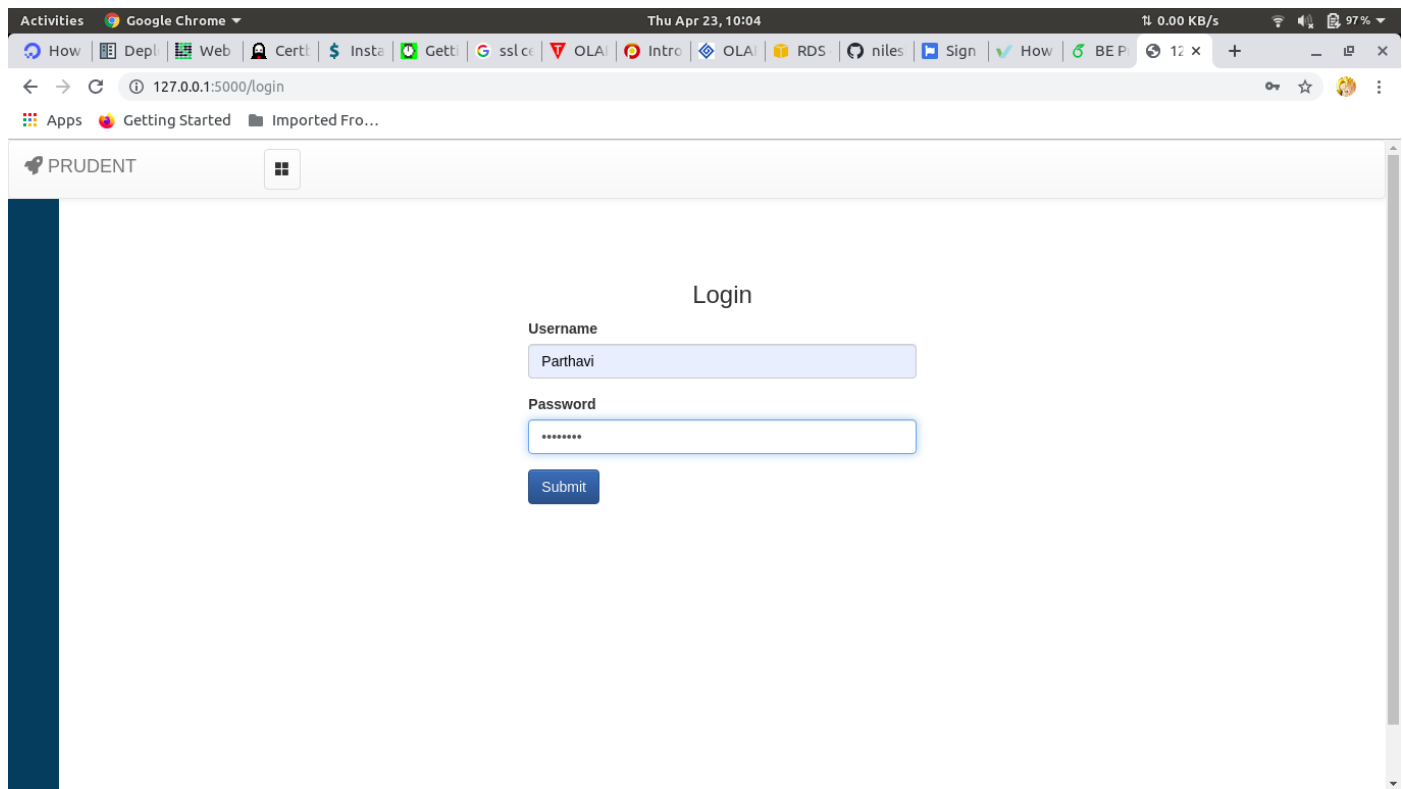 Activities Google Chrome Thu Apr 23, 10:04 0.00 KB/s 97%
How Depl Web Certb Insta Getti ssl ce OLA Intro OLA RDS niles Sign How BE P 12
127.0.0.1:5000/login
Apps Getting Started Imported Fro...
PRUDENT
Login
Username
Parthavi
Password
••••••••
Submit